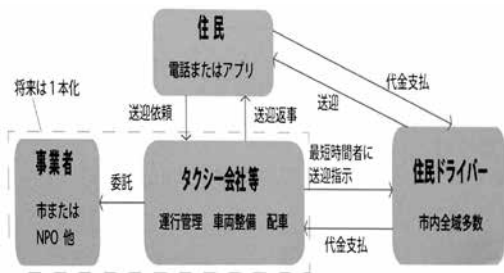 住民
電話またはアプリ
将来は1本化
送迎依頼
送迎返事
送迎
代金支払
事業者
市または
NPO 他
委託
タクシー会社等
運行管理 車両整備 配車
最短時間者に
送迎指示
代金支払
住民ドライバー
市内全域多数